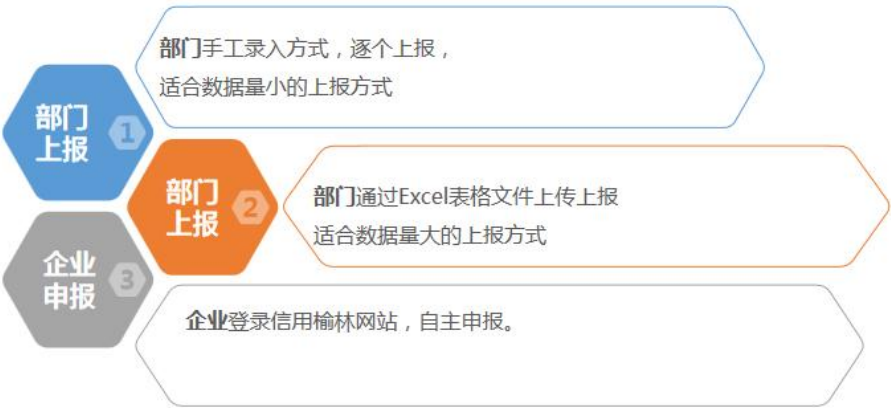 部门手工录入方式，逐个上报，
适合数据量小的上报方式
部门
上报
1
部门
上报
2
部门通过Excel表格文件上传上报
适合数据量大的上报方式
企业
申报
3
企业登录信用榆林网站，自主申报。